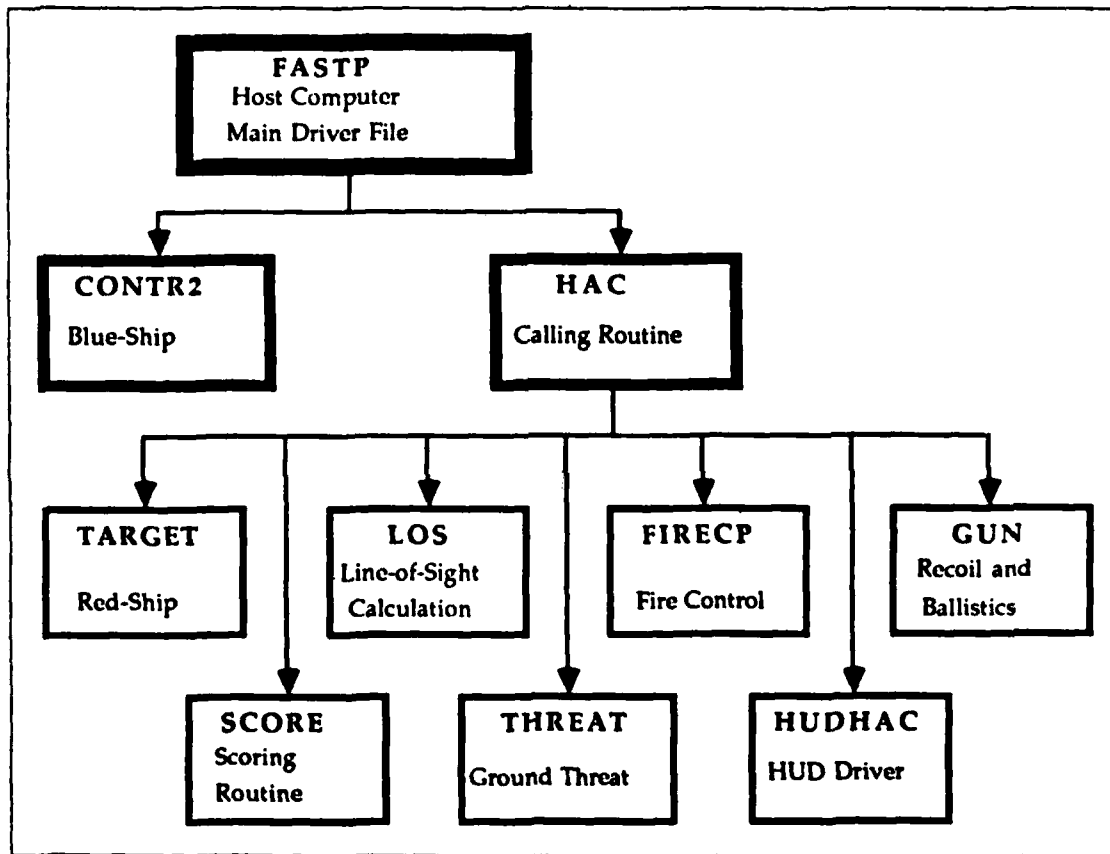 FASTP
Host Computer
Main Driver File
CONTR2
Blue-Ship
HAC
Calling Routine
TARGET
Red-Ship
LOS
Line-of-Sight
Calculation
FIRECP
Fire Control
GUN
Recoil and
Ballistics
SCORE
Scoring
Routine
THREAT
Ground Threat
HUDHAC
HUD Driver